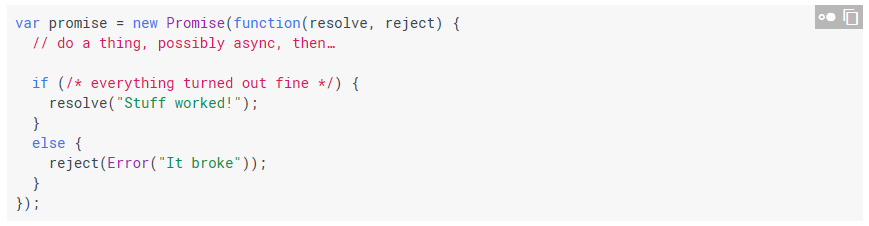 var promise = new Promise(function(resolve, reject) {
  // do a thing, possibly async, then…

  if (/* everything turned out fine */) {
    resolve("Stuff worked!");
  }
  else {
    reject(Error("It broke"));
  }
});